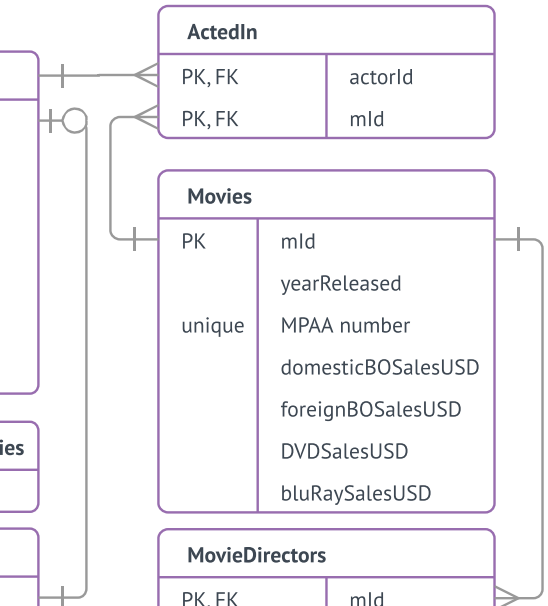 ActedIn
PK, FK actorId
PK, FK mId
Movies
PK mId
yearReleased
unique MPAA number
domesticBOSalesUSD
foreignBOSalesUSD
DVDSalesUSD
bluRaySalesUSD
ies
MovieDirectors
PK, FK mId